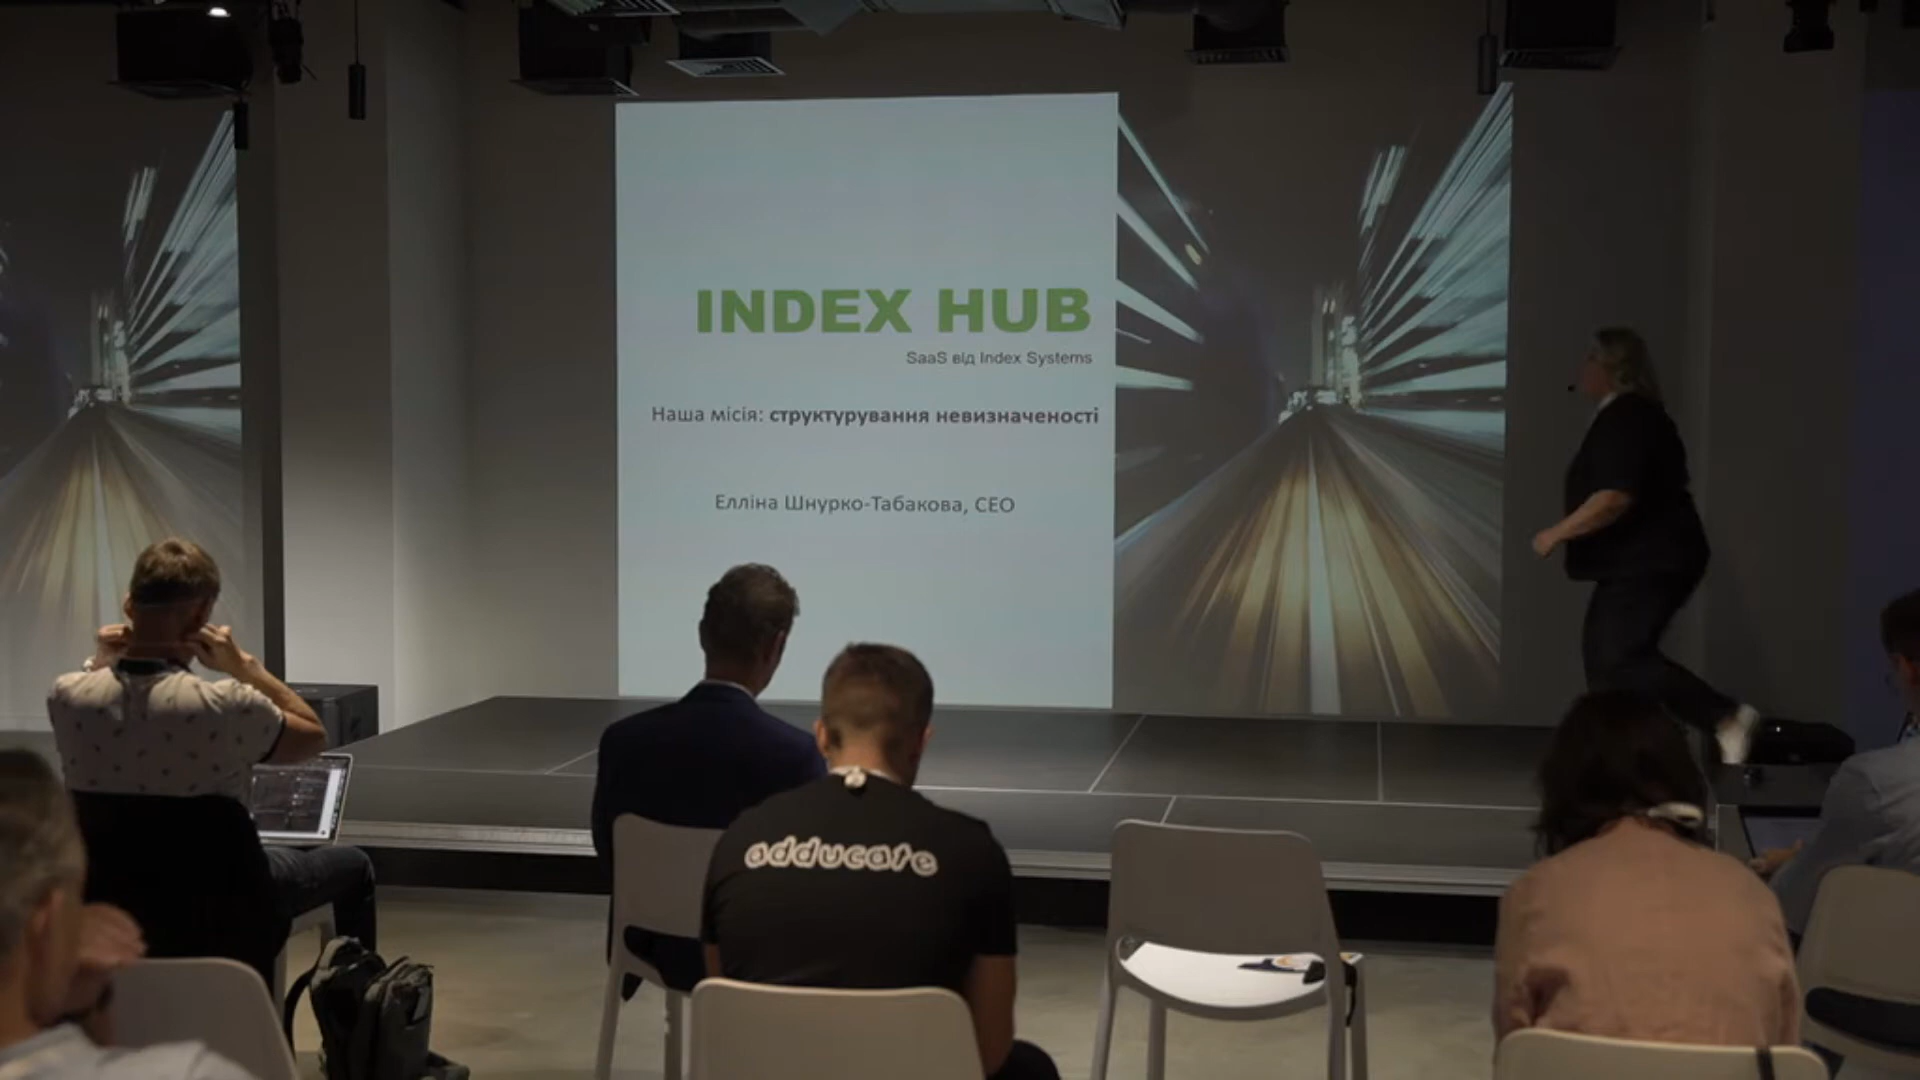 INDEX HUB
SaaS від Index Systems
Наша місія: структурування невизначеності
Елліна Шнурко-Табакова, CEO
adducate